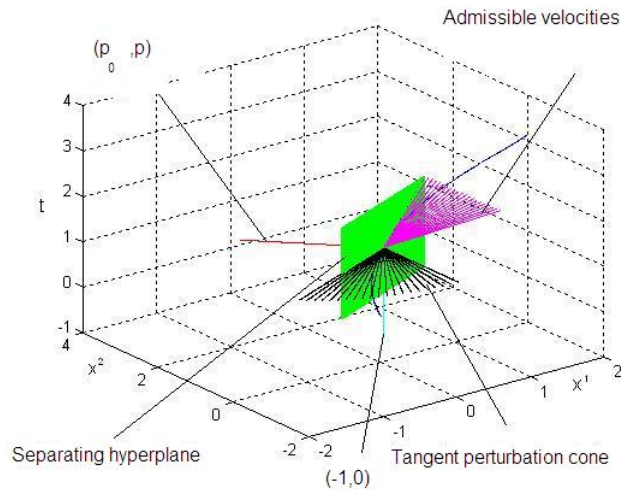 Admissible velocities
(p₀ ,p)
4
3
2
1
0
-1
t
4
2
0
-2
x²
-2
-1
0
1
2
x¹
Separating hyperplane
(-1,0)
Tangent perturbation cone